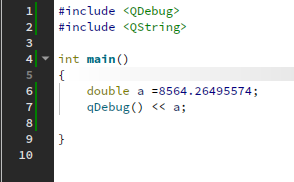 1 #include <QDebug>
2 #include <QString>
3
4 int main()
5 {
6     double a =8564.26495574;
7     qDebug() << a;
8
9 }
10